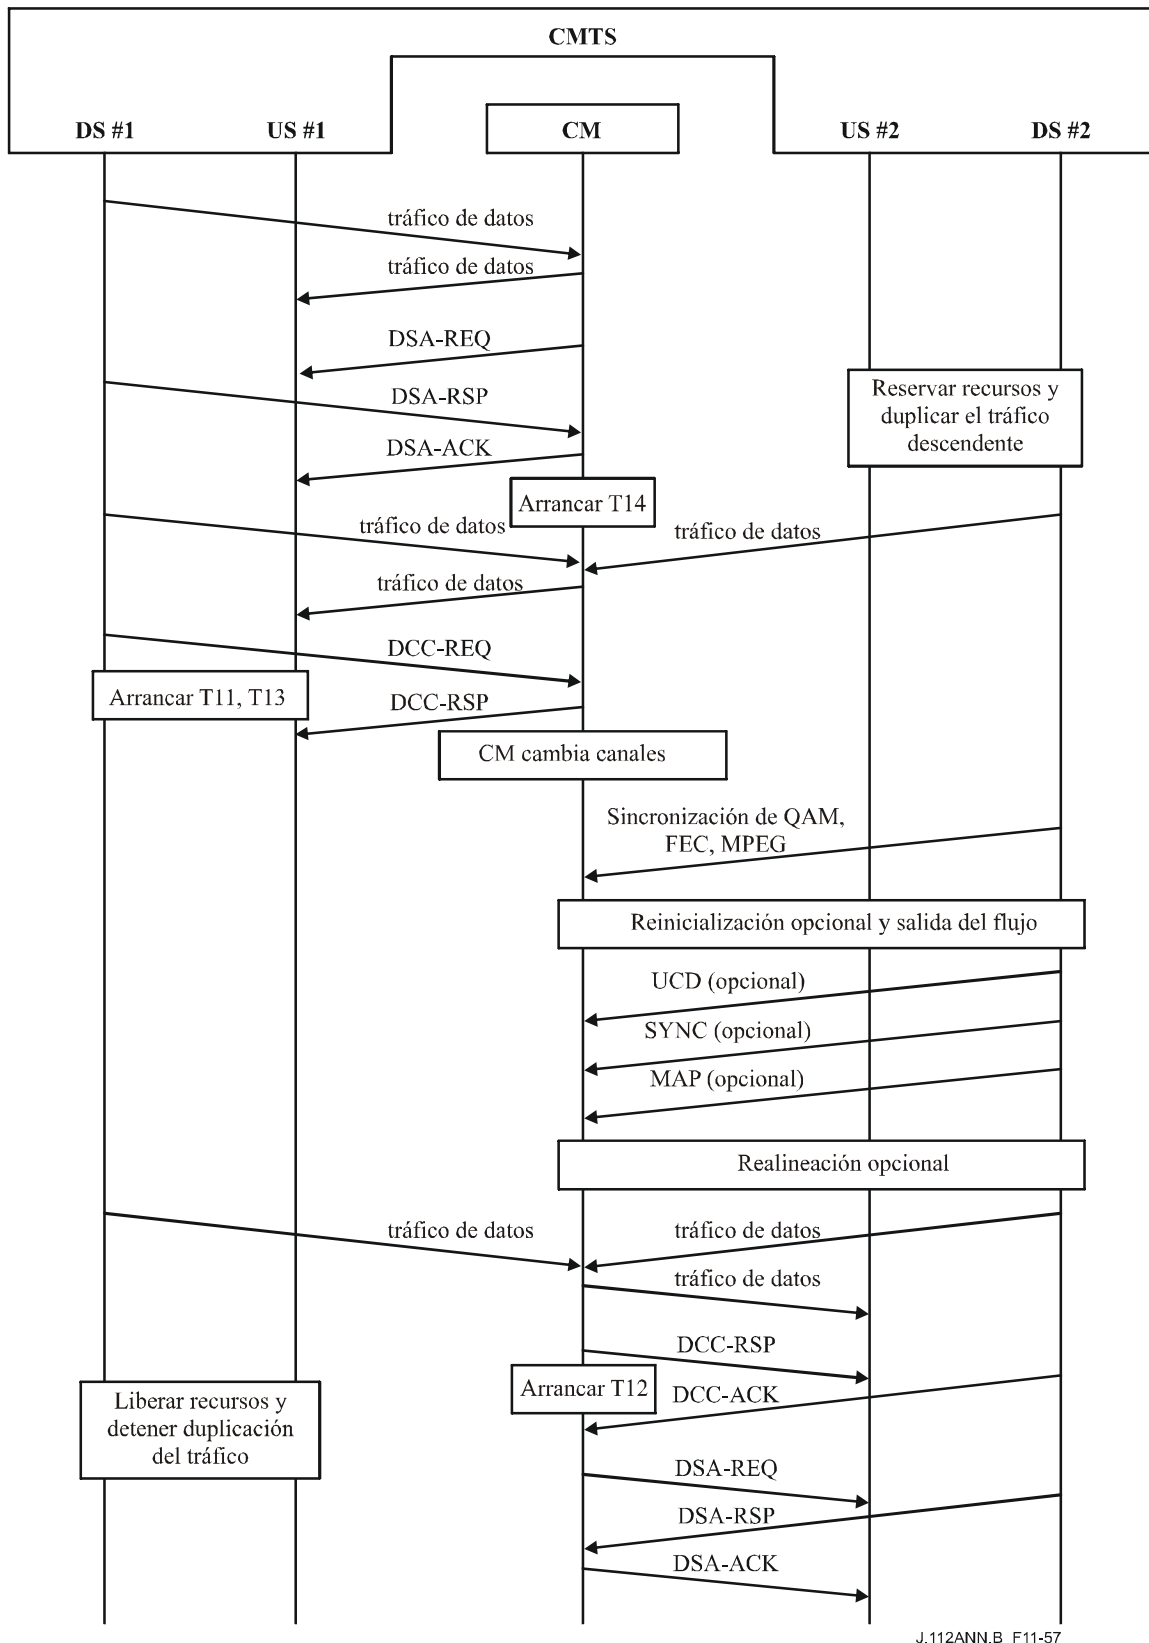 CMTS
DS #1
US #1
CM
US #2
DS #2
tráfico de datos
tráfico de datos
DSA-REQ
DSA-RSP
Reservar recursos y
duplicar el tráfico
descendente
DSA-ACK
Arrancar T14
tráfico de datos
tráfico de datos
tráfico de datos
DCC-REQ
Arrancar T11, T13
DCC-RSP
CM cambia canales
Sincronización de QAM,
FEC, MPEG
Reinicialización opcional y salida del flujo
UCD (opcional)
SYNC (opcional)
MAP (opcional)
Realineación opcional
tráfico de datos
tráfico de datos
tráfico de datos
DCC-RSP
Arrancar T12
DCC-ACK
Liberar recursos y
detener duplicación
del tráfico
DSA-REQ
DSA-RSP
DSA-ACK
J.112ANN.B_F11-57